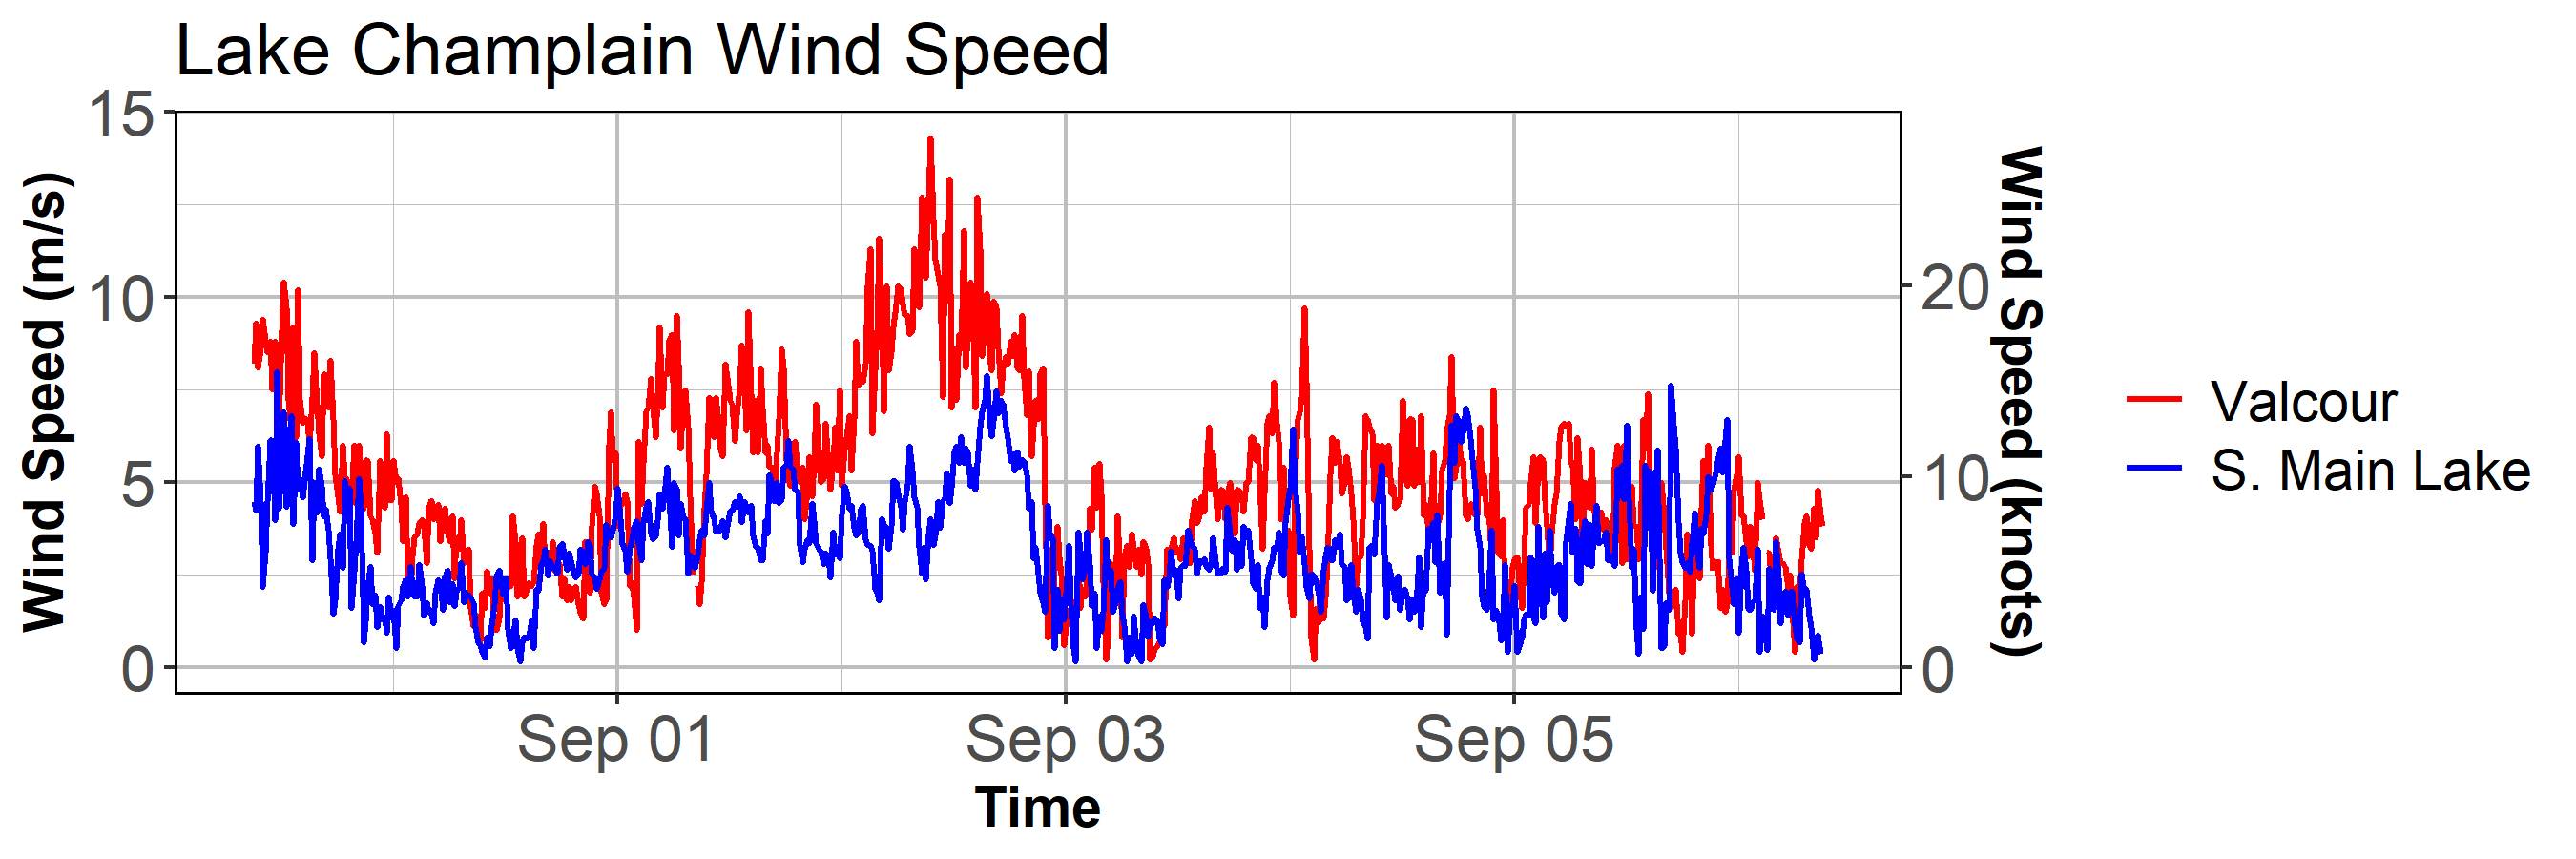 Lake Champlain Wind Speed
15
10
5
0
Wind Speed (m/s)
20
10
0
Wind Speed (knots)
Sep 01
Sep 03
Sep 05
Time
Valcour
S. Main Lake